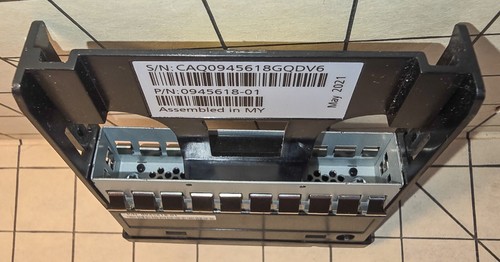 S/N: CAQ0945618GQDV6
P/N:0945618-01
Assembled in MY
May 2021